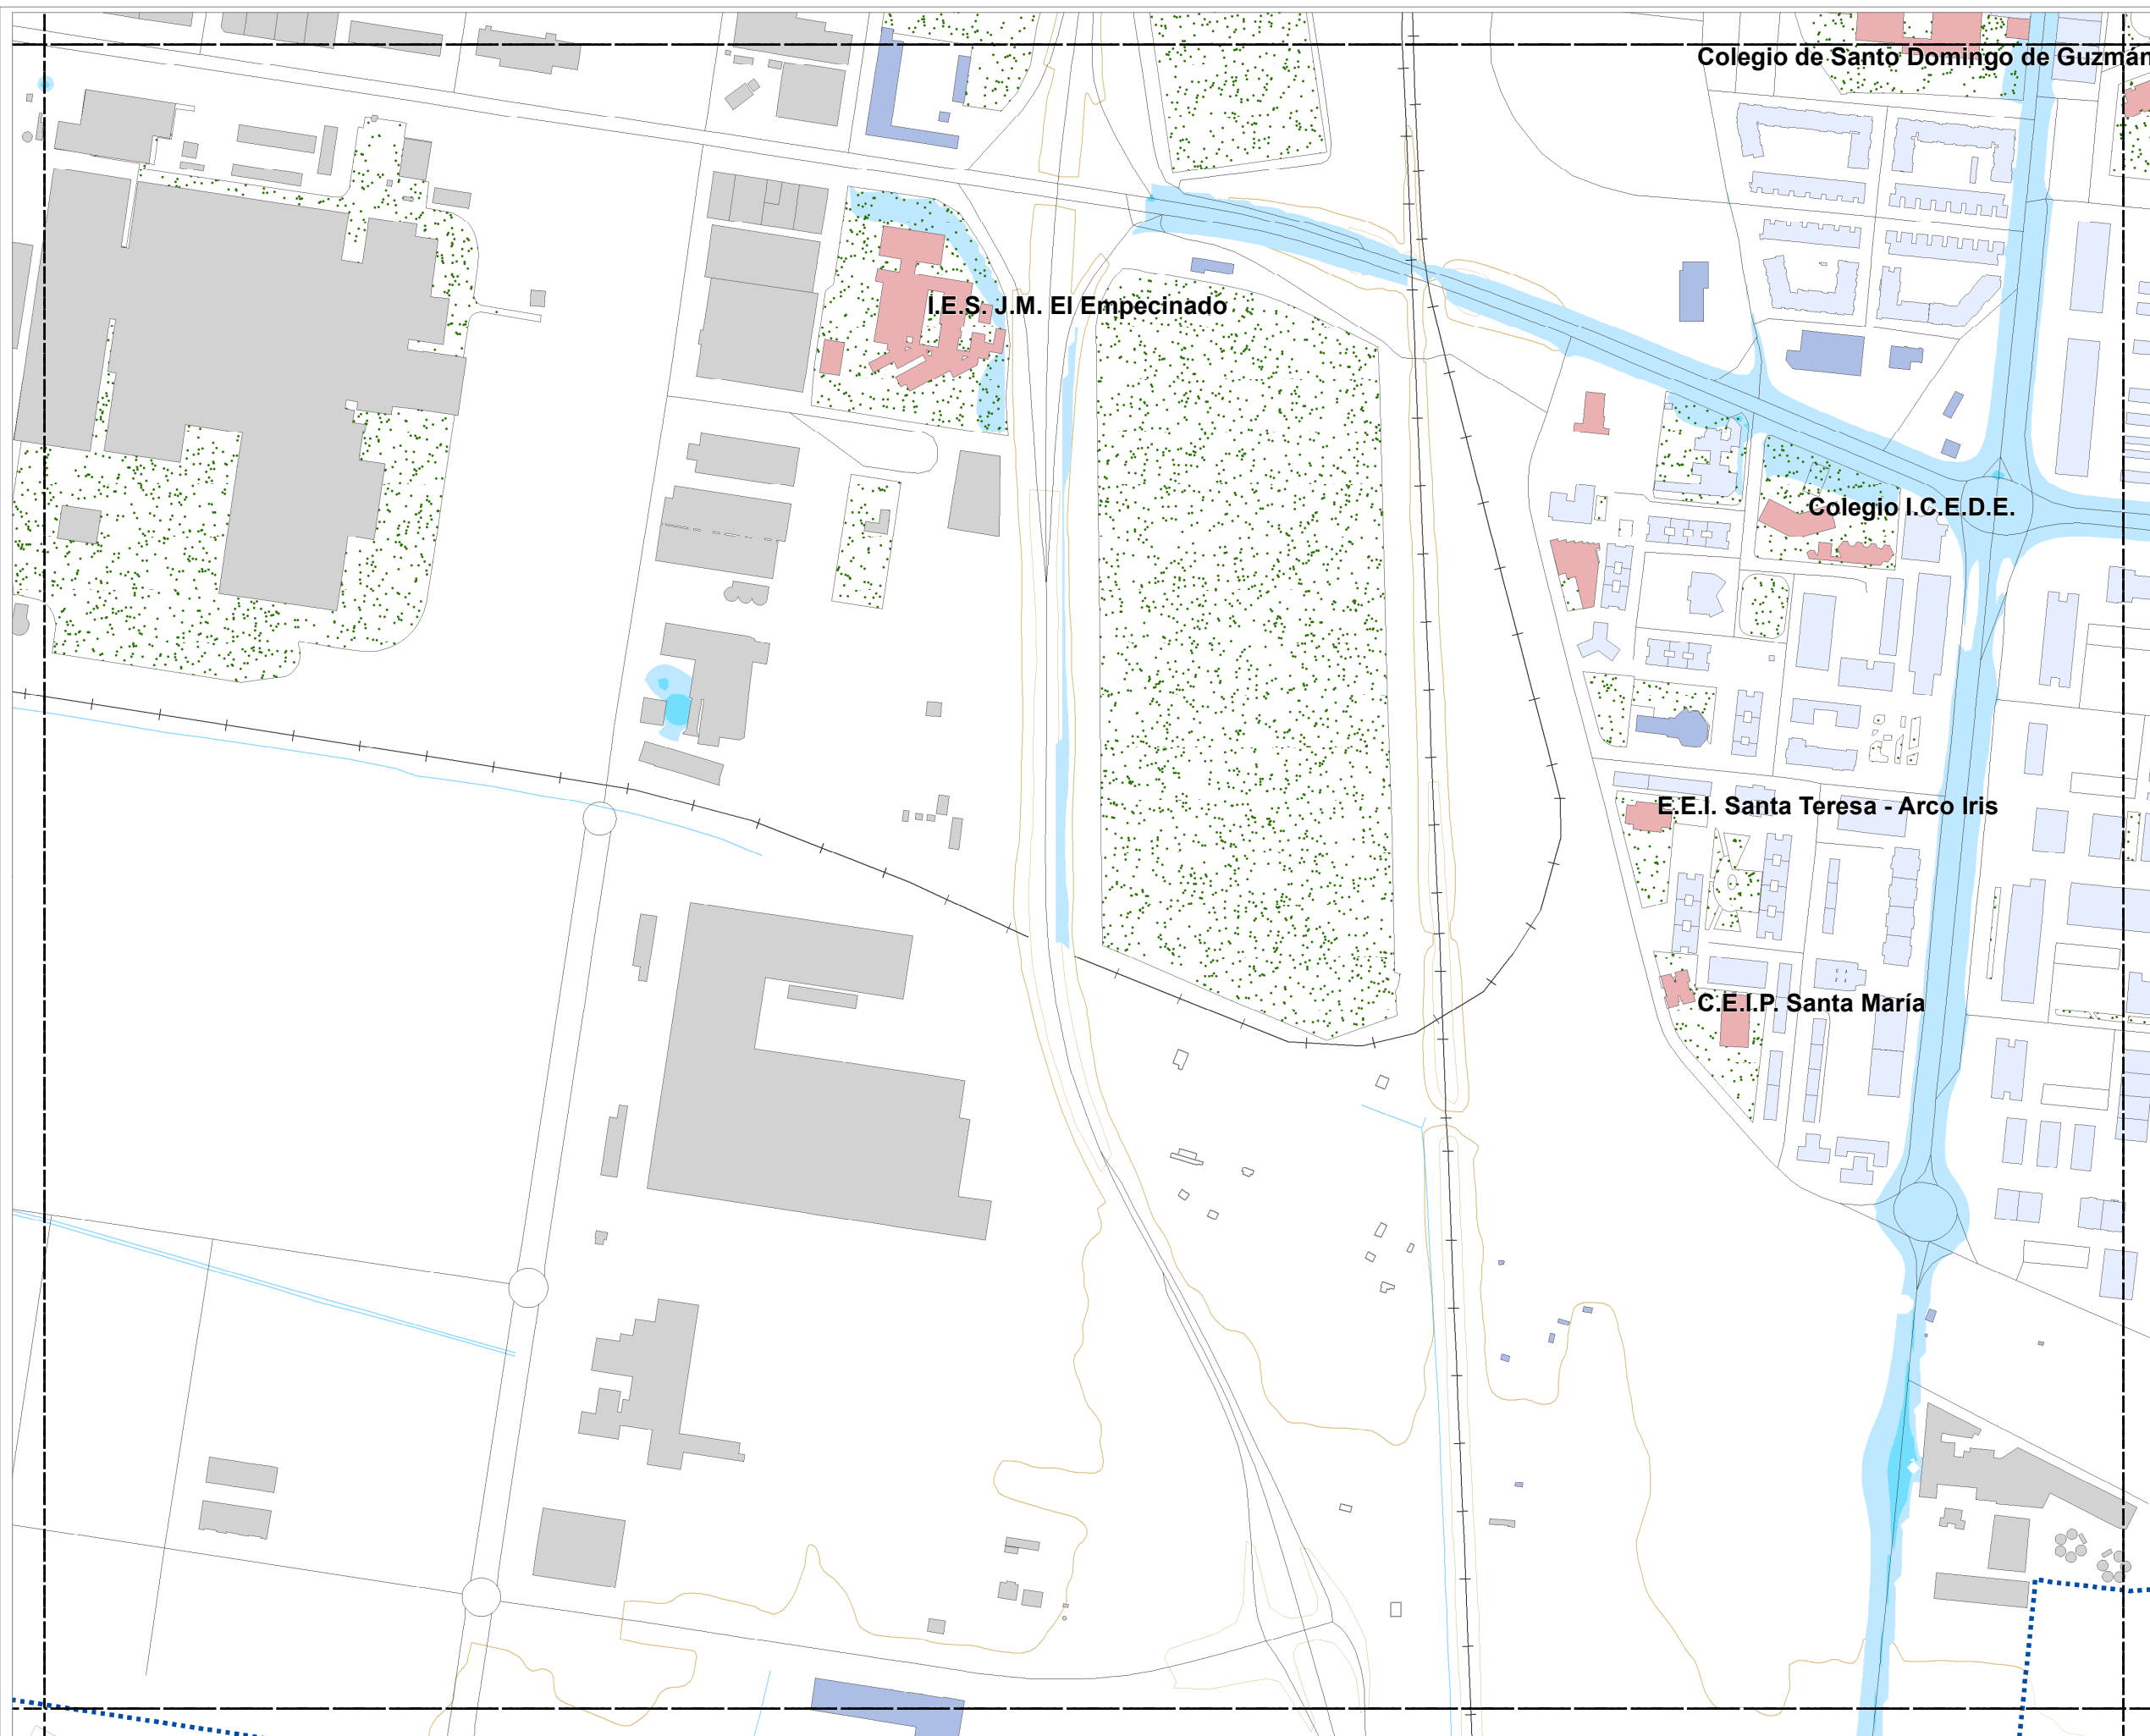 Colegio de Santo Domingo de Guzmán
I.E.S. J.M. El Empecinado
Colegio I.C.E.D.E.
E.E.I. Santa Teresa - Arco Iris
C.E.I.P. Santa María